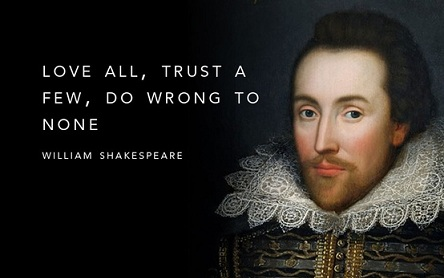 LOVE ALL, TRUST A
FEW, DO WRONG TO
NONE
WILLIAM SHAKESPEARE